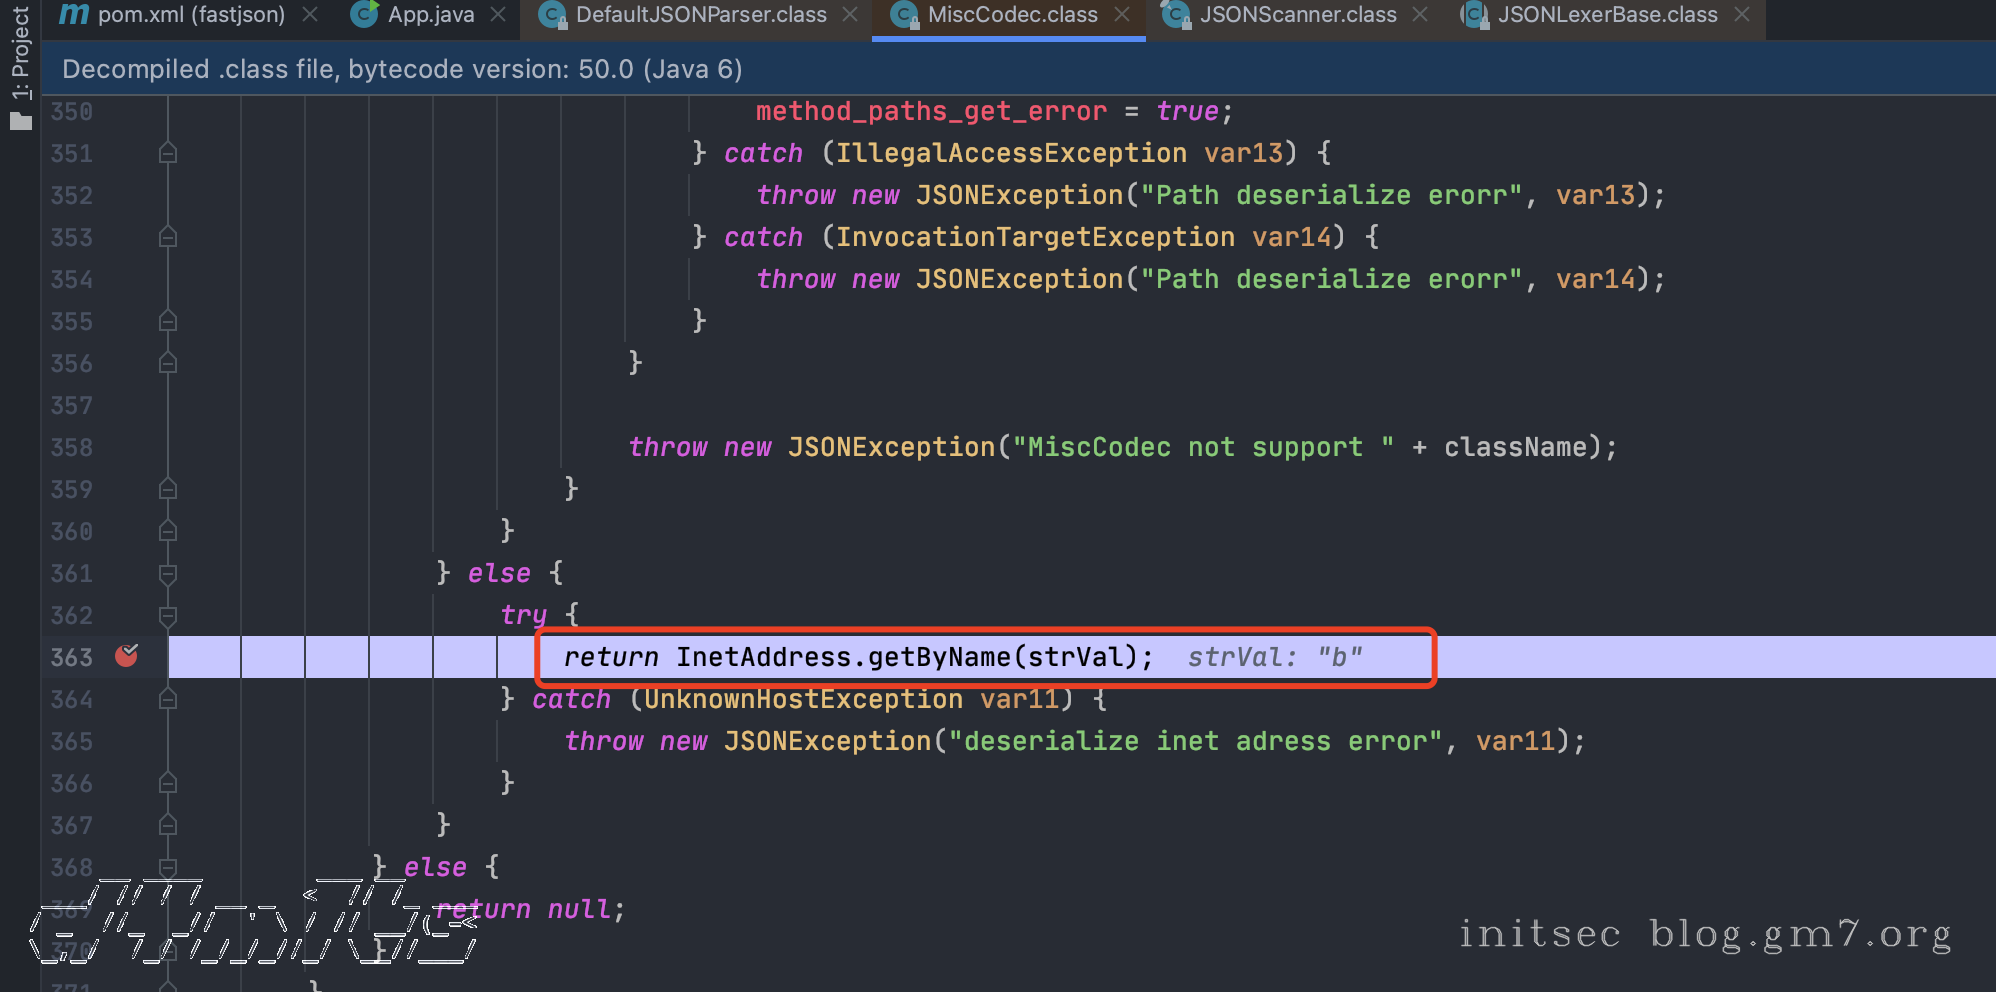 1: Project
pom.xml (fastjson)
App.java
DefaultJSONParser.class
MiscCodec.class
JSONScanner.class
JSONLexerBase.class
Decompiled .class file, bytecode version: 50.0 (Java 6)
350 method_paths_get_error = true;
351 } catch (IllegalAccessException var13) {
352 throw new JSONException("Path deserialize erorr", var13);
353 } catch (InvocationTargetException var14) {
354 throw new JSONException("Path deserialize erorr", var14);
355 }
356 }
357
358 throw new JSONException("MiscCodec not support " + className);
359 }
360 }
361 } else {
362 try {
363 return InetAddress.getByName(strVal); strVal: "b"
364 } catch (UnknownHostException var11) {
365 throw new JSONException("deserialize inet adress error", var11);
366 }
367 }
368 } else {
369 return null;
370 }
371 }
initsec blog.gm7.org